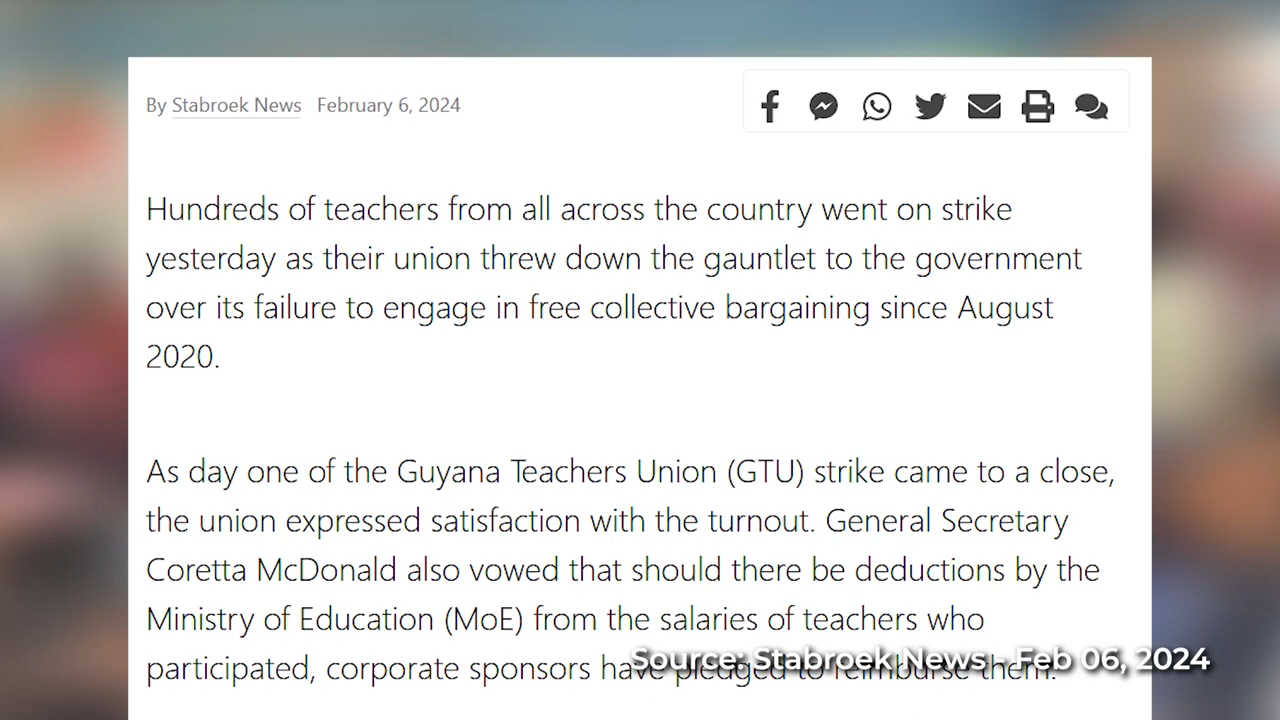 By Stabroek News February 6, 2024
Hundreds of teachers from all across the country went on strike
yesterday as their union threw down the gauntlet to the government
over its failure to engage in free collective bargaining since August
2020.
As day one of the Guyana Teachers Union (GTU) strike came to a close,
the union expressed satisfaction with the turnout. General Secretary
Coretta McDonald also vowed that should there be deductions by the
Ministry of Education (MoE) from the salaries of teachers who
participated, corporate sponsors have pledged to reimburse them.
Source: Stabroek News - Feb 06, 2024